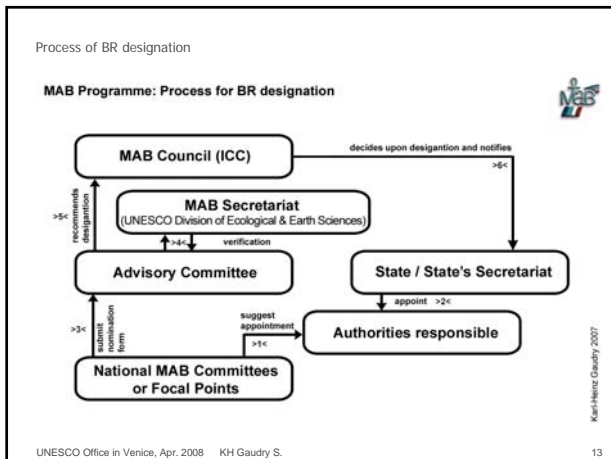 Process of BR designation
MAB Programme: Process for BR designation
MaB
MAB Council (ICC)
decides upon desigantion and notifies
>6<
>5<
recommends
desigantion
MAB Secretariat
(UNESCO Division of Ecological & Earth Sciences)
>4<
verification
Advisory Committee
State / State's Secretariat
appoint >2<
>3<
submit
nomination
form
suggest
appointment
>1<
Authorities responsible
National MAB Committees
or Focal Points
Karl-Heinz Gaudry 2007
UNESCO Office in Venice, Apr. 2008 KH Gaudry S.
13